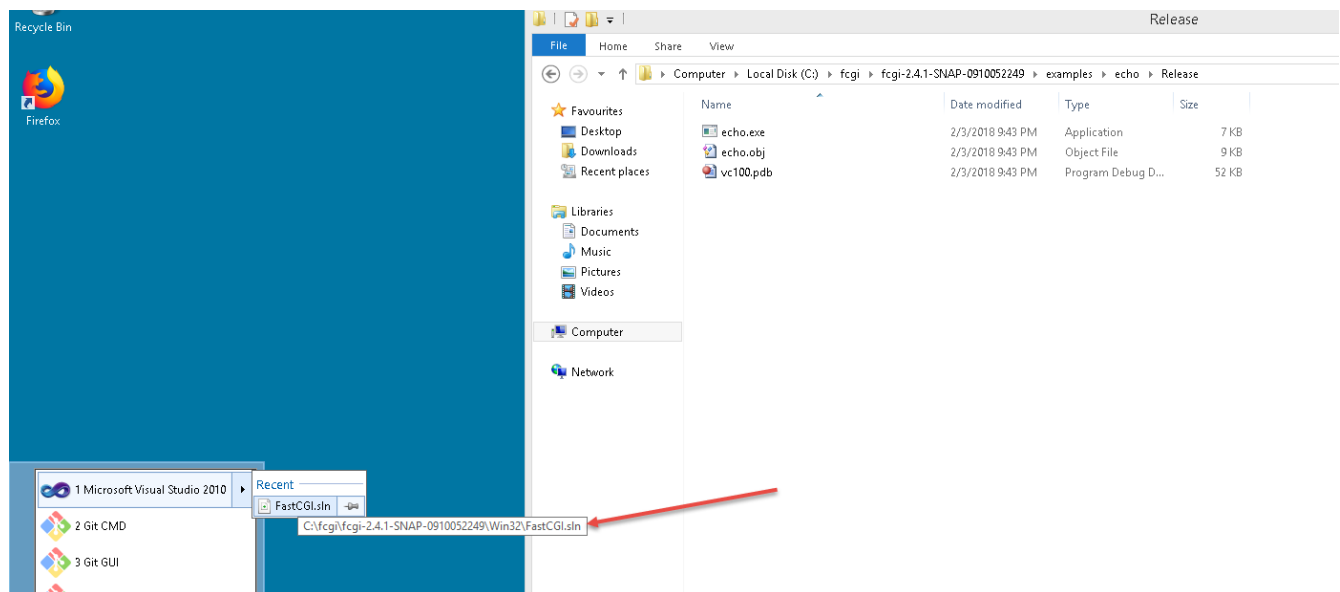 Recycle Bin
Firefox
Release
File Home Share View
Computer Local Disk (C:) fcgi fcgi-2.4.1-SNAP-0910052249 examples echo Release
Favourites
Desktop
Downloads
Recent places
Libraries
Documents
Music
Pictures
Videos
Computer
Network
Name Date modified Type Size
echo.exe 2/3/2018 9:43 PM Application 7 KB
echo.obj 2/3/2018 9:43 PM Object File 9 KB
vc100.pdb 2/3/2018 9:43 PM Program Debug D... 52 KB
1 Microsoft Visual Studio 2010
2 Git CMD
3 Git GUI
Recent
FastCGI.sln
C:\fcgi\fcgi-2.4.1-SNAP-0910052249\Win32\FastCGI.sln